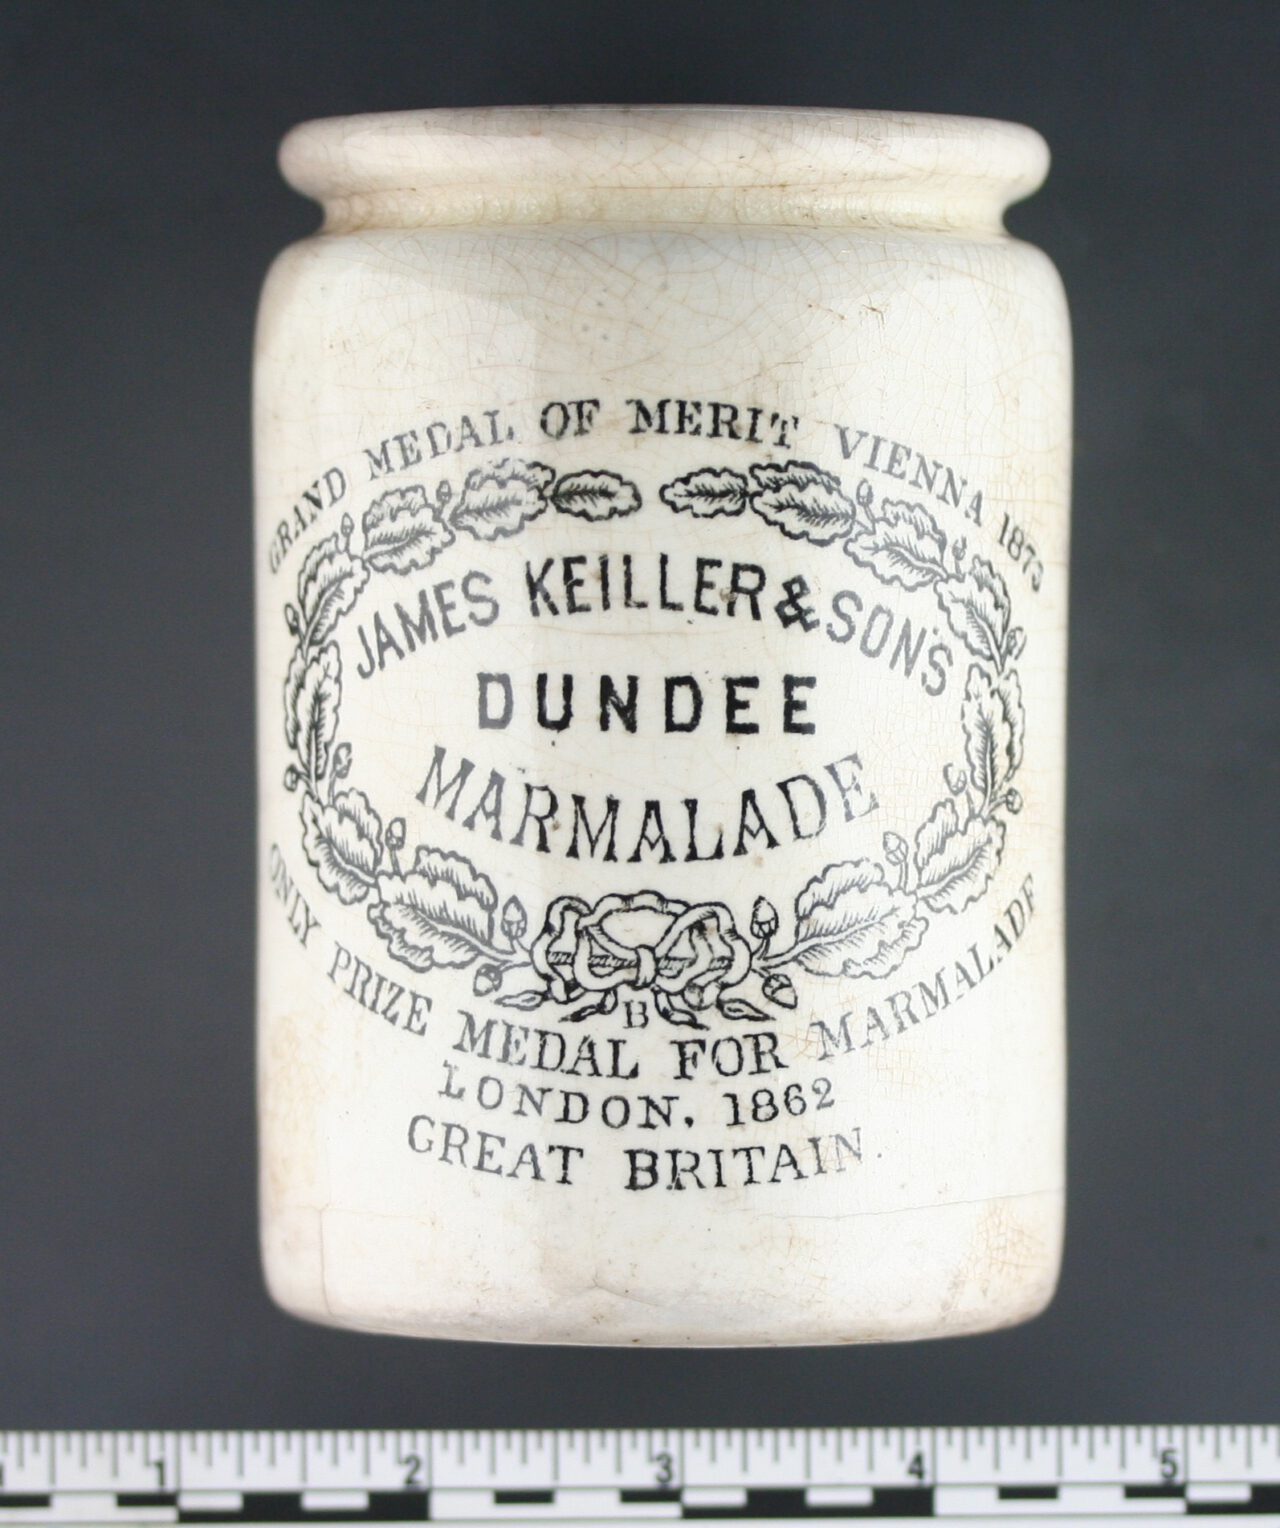 GRAND MEDAL OF MERIT VIENNA 1873
JAMES KEILLER & SONS
DUNDEE
MARMALADE
B
ONLY PRIZE MEDAL FOR MARMALADE
LONDON. 1862
GREAT BRITAIN.
1 2 3 4 5